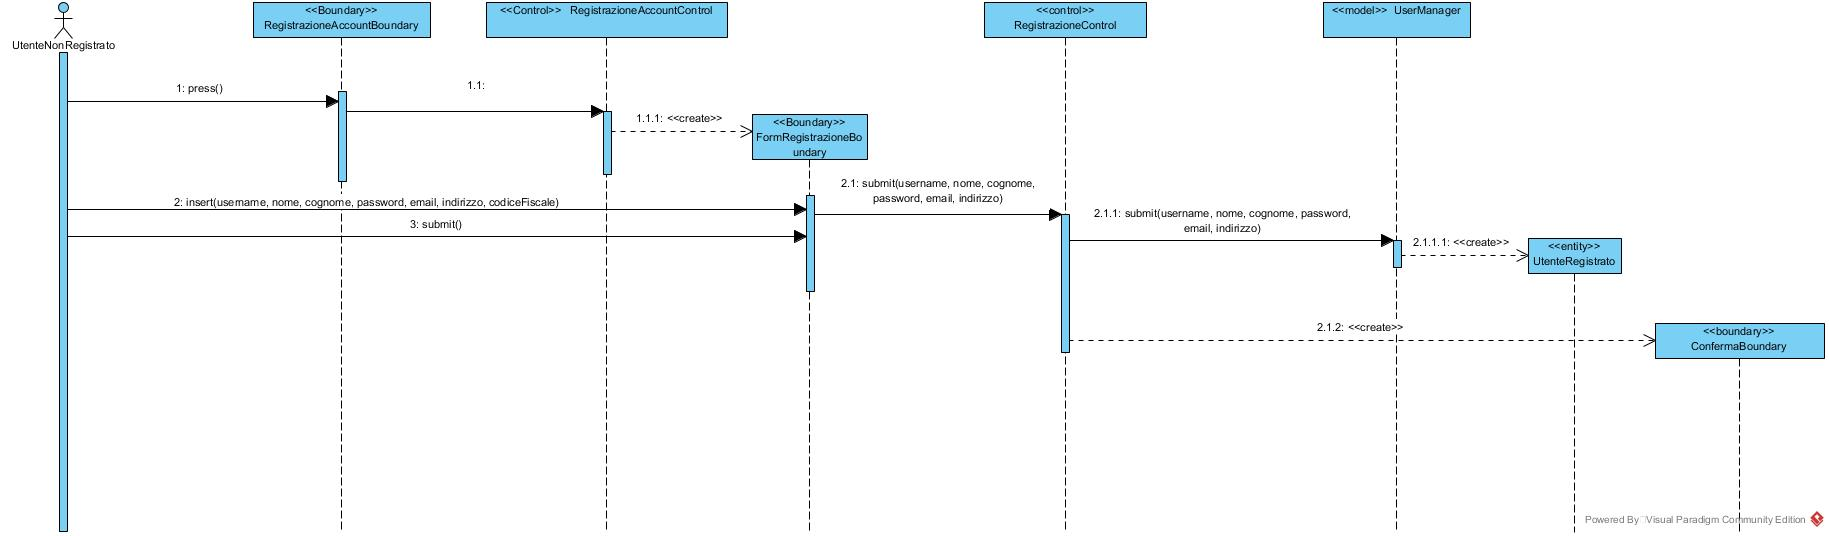 <<Boundary>>
RegistrazioneAccountBoundary
<<Control>> RegistrazioneAccountControl
<<control>>
RegistrazioneControl
<<model>> UserManager
UtenteNonRegistrato
1: press()
1.1:
1.1.1: <<create>>
<<Boundary>>
FormRegistrazioneBo
undary
2: insert(username, nome, cognome, password, email, indirizzo, codiceFiscale)
2.1: submit(username, nome, cognome,
password, email, indirizzo)
3: submit()
2.1.1: submit(username, nome, cognome, password,
email, indirizzo)
2.1.1.1: <<create>>
<<entity>>
UtenteRegistrato
2.1.2: <<create>>
<<boundary>>
ConfermaBoundary
Powered By Visual Paradigm Community Edition